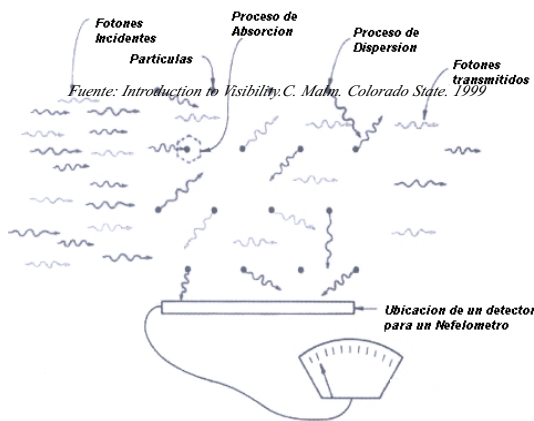 Fotones
Incidentes
Proceso de
Absorcion
Particulas
Proceso de
Dispersion
Fotones
transmitidos
Fuente: Introduction to Visibility.C. Malm. Colorado State. 1999
Ubicacion de un detector
para un Nefelometro